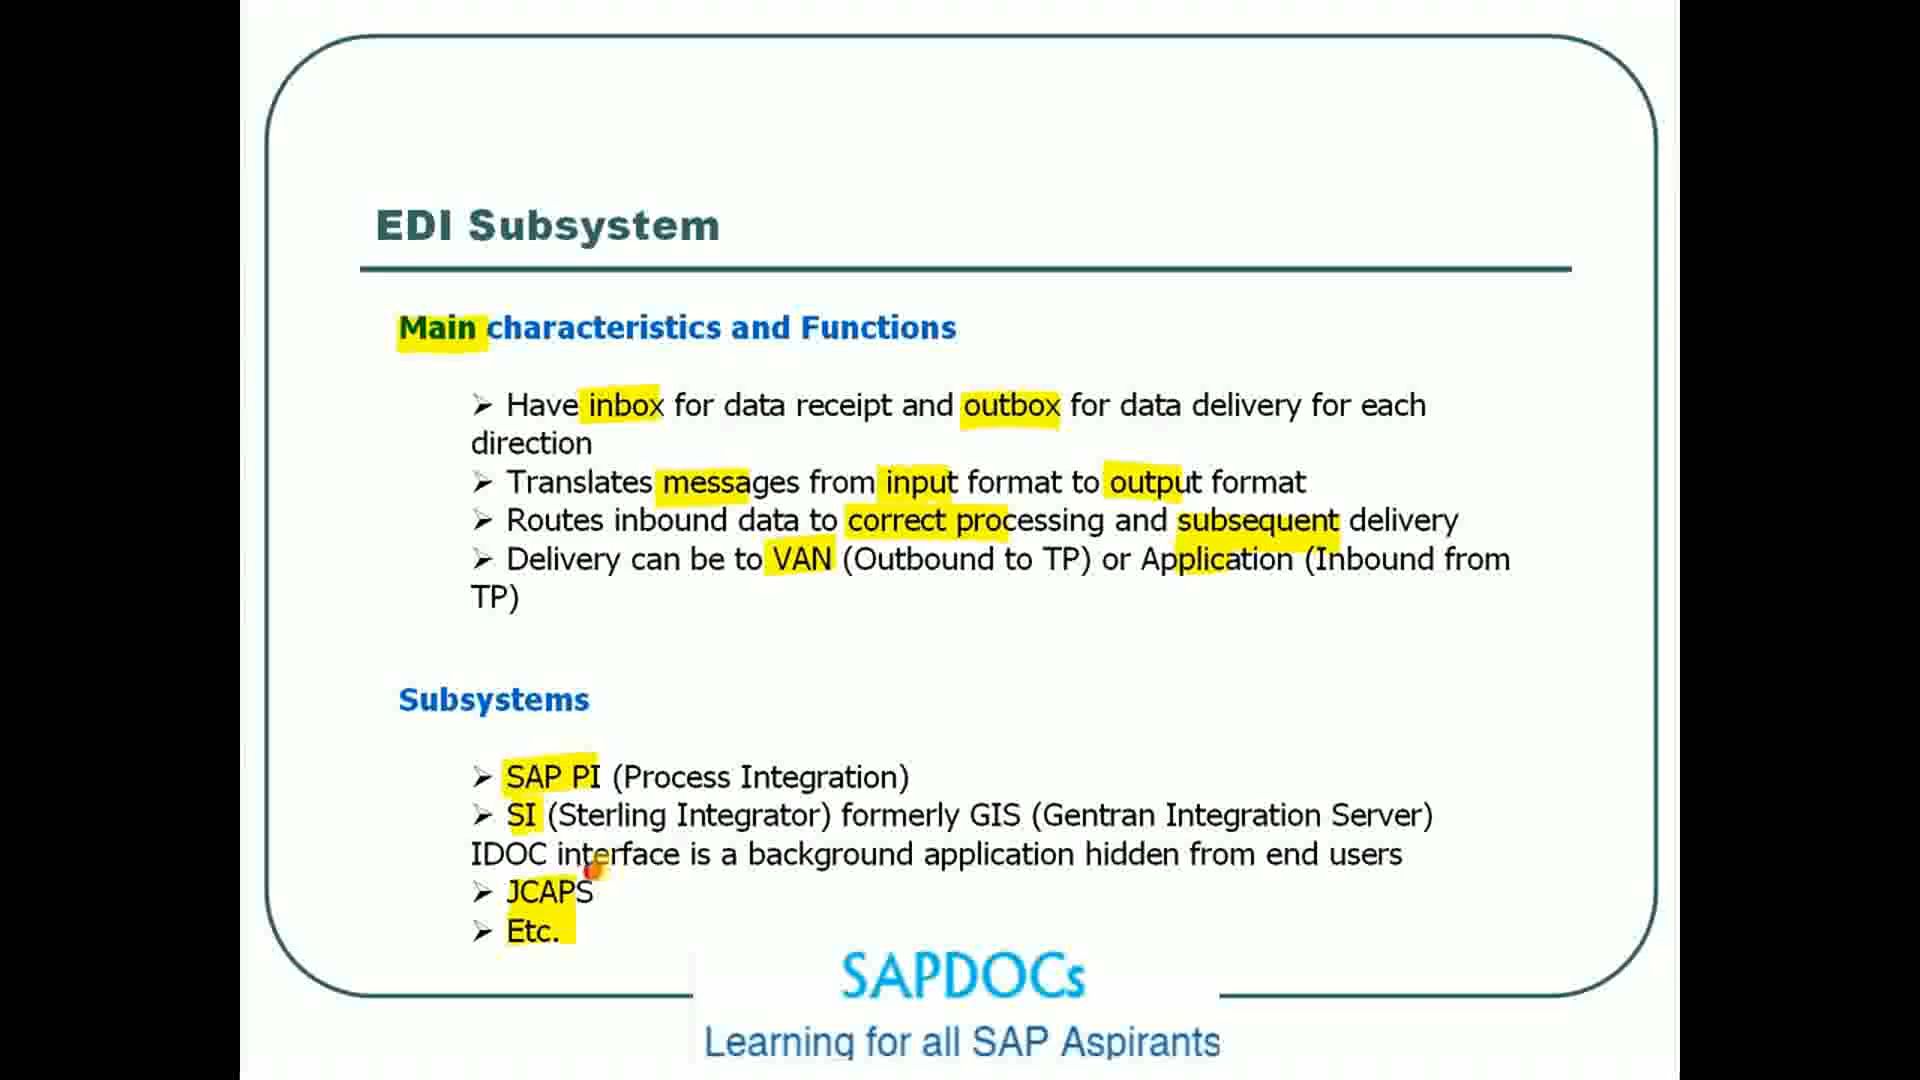 EDI Subsystem
Main characteristics and Functions
➢ Have inbox for data receipt and outbox for data delivery for each
direction
➢ Translates messages from input format to output format
➢ Routes inbound data to correct processing and subsequent delivery
➢ Delivery can be to VAN (Outbound to TP) or Application (Inbound from
TP)
Subsystems
➢ SAP PI (Process Integration)
➢ SI (Sterling Integrator) formerly GIS (Gentran Integration Server)
IDOC interface is a background application hidden from end users
➢ JCAPS
➢ Etc.
SAPDOCs
Learning for all SAP Aspirants